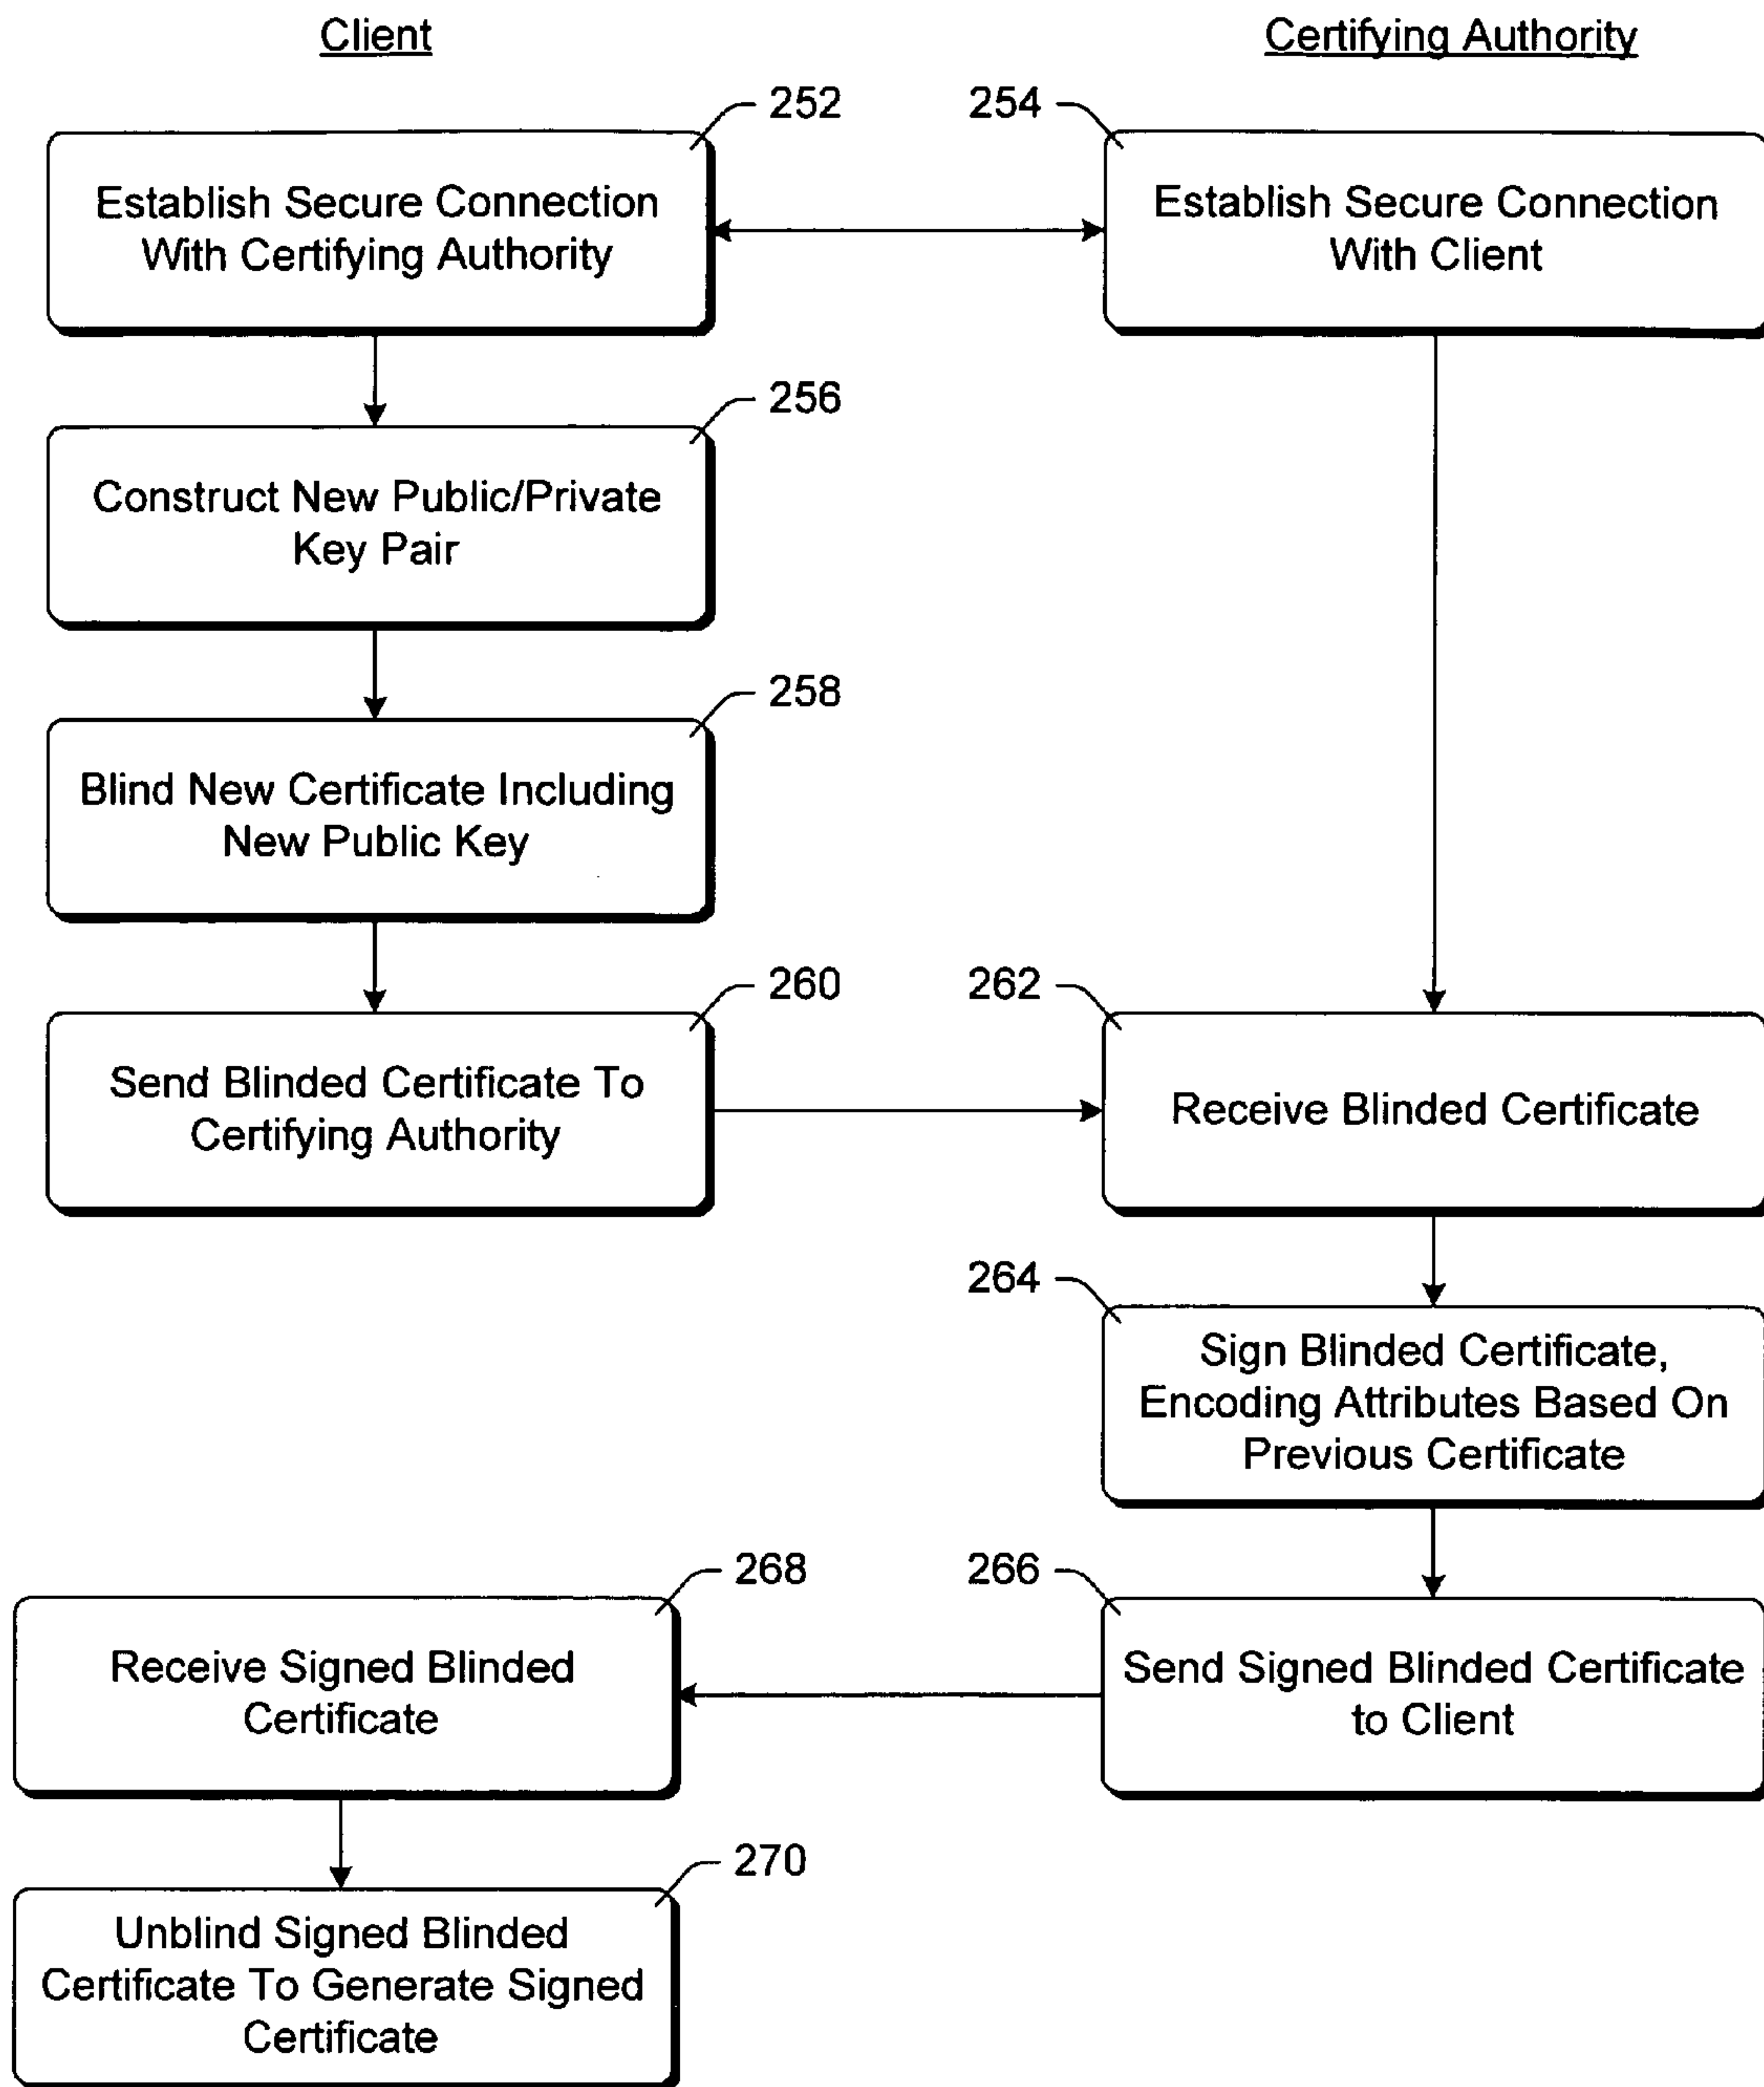 Client
Certifying Authority
252
254
Establish Secure Connection
With Certifying Authority
Establish Secure Connection
With Client
256
Construct New Public/Private
Key Pair
258
Blind New Certificate Including
New Public Key
260
262
Send Blinded Certificate To
Certifying Authority
Receive Blinded Certificate
264
Sign Blinded Certificate,
Encoding Attributes Based On
Previous Certificate
268
266
Receive Signed Blinded
Certificate
Send Signed Blinded Certificate
to Client
270
Unblind Signed Blinded
Certificate To Generate Signed
Certificate